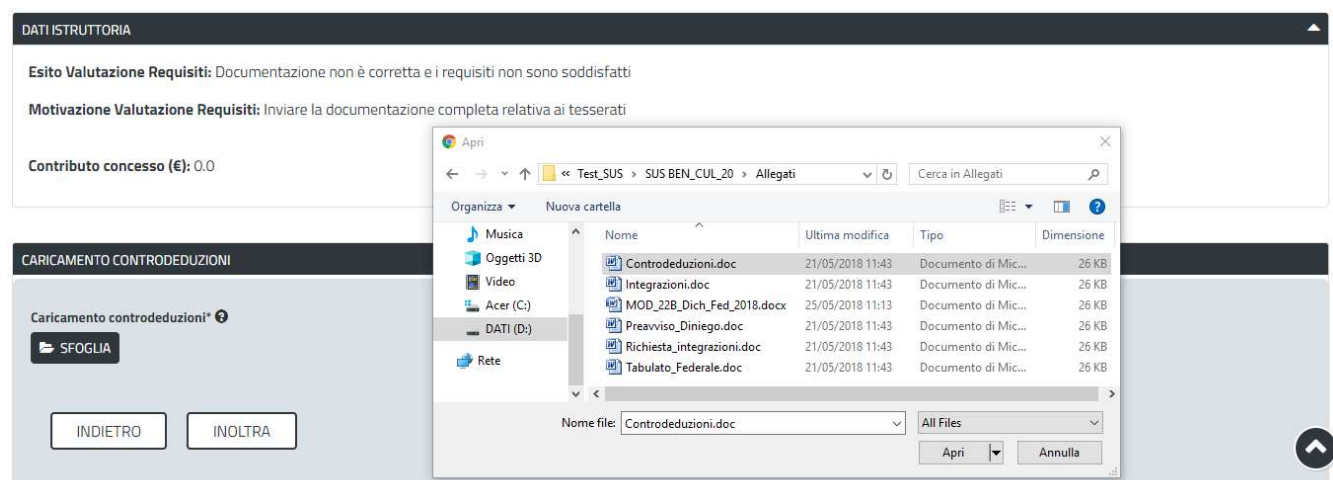 DATI ISTRUTTORIA
Esito Valutazione Requisiti: Documentazione non è corretta e i requisiti non sono soddisfatti
Motivazione Valutazione Requisiti: Inviare la documentazione completa relativa ai tesserati
Contributo concesso (€): 0.0
CARICAMENTO CONTRODEDUZIONI
Caricamento controdeduzioni*
SFOGLIA
INDIETRO INOLTRA
Apri
« Test_SUS > SUS BEN_CUL_20 > Allegati Cerca in Allegati
Organizza Nuova cartella
Musica
Oggetti 3D
Video
Acer (C:)
DATI (D:)
Rete
Nome Ultima modifica Tipo Dimensione
Controdeduzioni.doc 21/05/2018 11:43 Documento di Mic... 26 KB
Integrazioni.doc 21/05/2018 11:43 Documento di Mic... 26 KB
MOD_22B_Dich_Fed_2018.docx 25/05/2018 11:13 Documento di Mic... 26 KB
Preavviso_Diniego.doc 21/05/2018 11:43 Documento di Mic... 26 KB
Richiesta_integrazioni.doc 21/05/2018 11:43 Documento di Mic... 26 KB
Tabulato_Federale.doc 21/05/2018 11:43 Documento di Mic... 26 KB
Nome file: Controdeduzioni.doc All Files
Apri Annulla